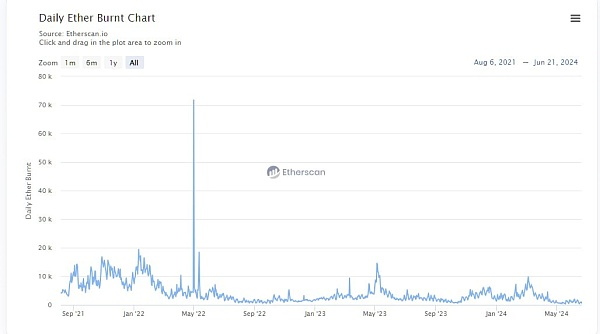 Daily Ether Burnt Chart
Source: Etherscan.io
Click and drag in the plot area to zoom in
Zoom 1m 6m 1y All Aug 6, 2021 — Jun 21, 2024
80 k
70 k
60 k
50 k
40 k
30 k
20 k
10 k
0
Daily Ether Burnt
Etherscan
Sep '21 Jan '22 May '22 Sep '22 Jan '23 May '23 Sep '23 Jan '24 May '24